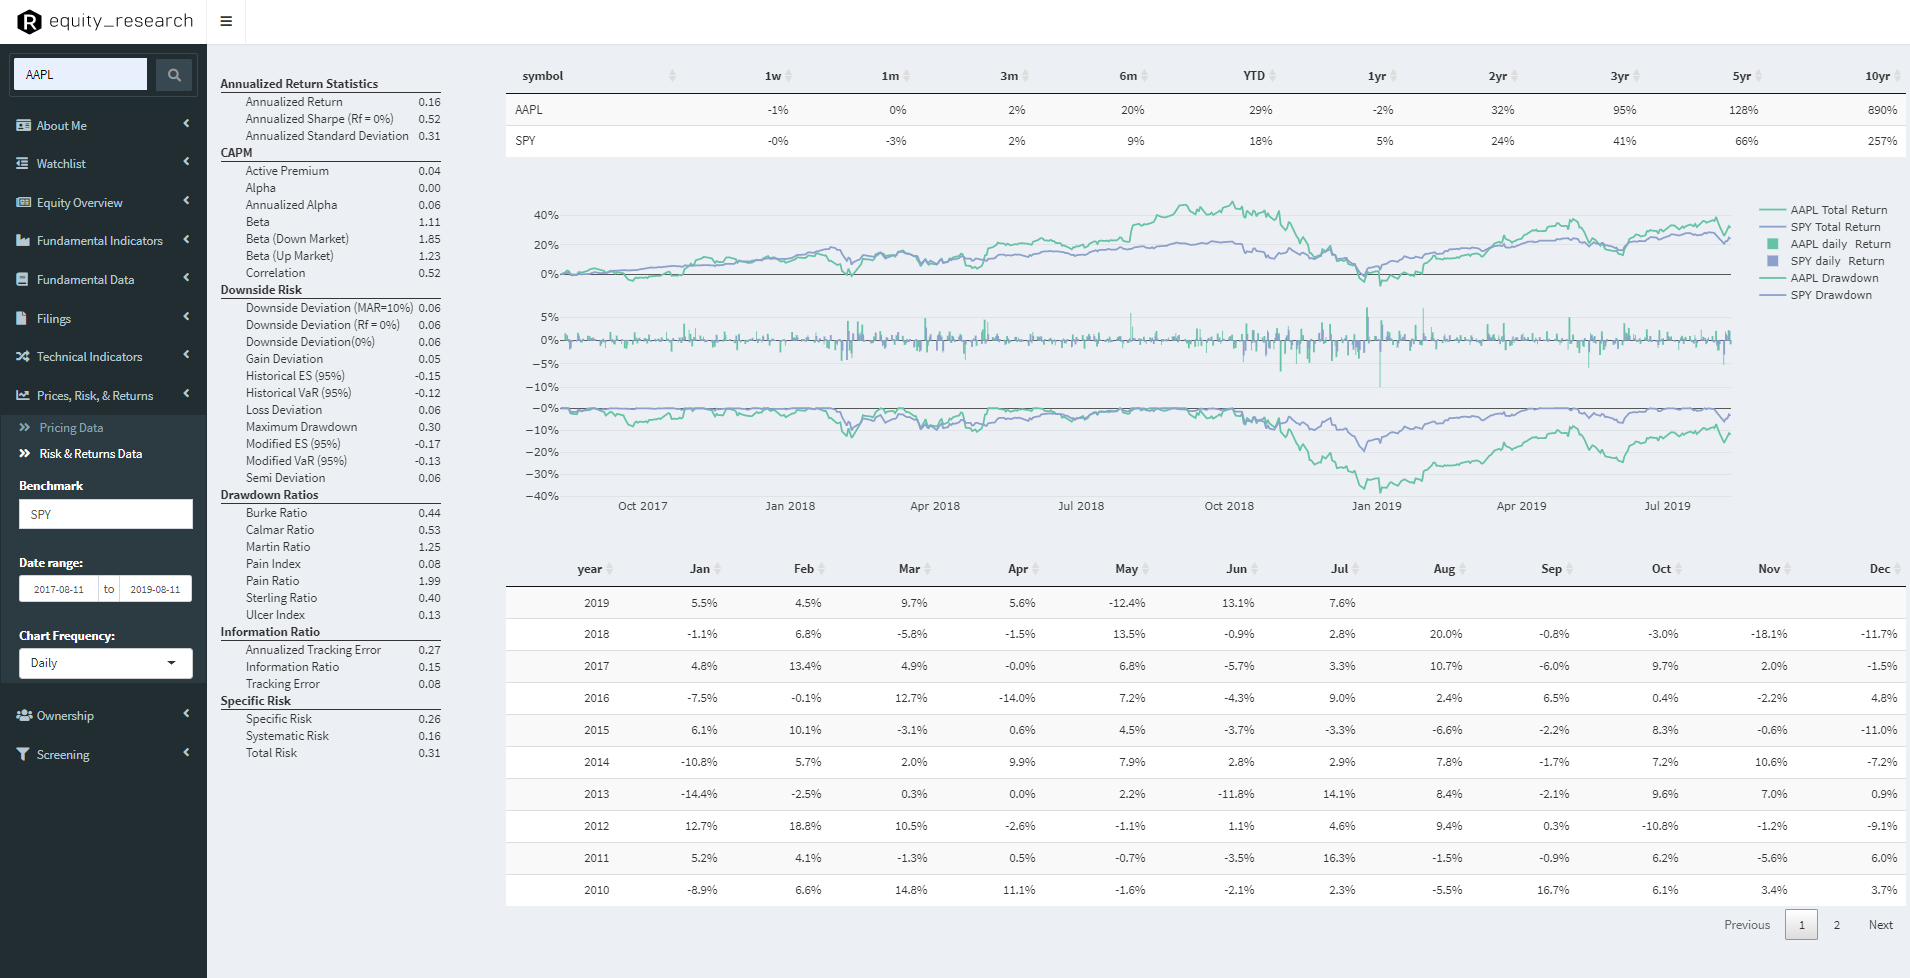 equity_research
AAPL
About Me
Watchlist
Equity Overview
Fundamental Indicators
Fundamental Data
Filings
Technical Indicators
Prices, Risk, & Returns
Pricing Data
Risk & Returns Data
Benchmark
SPY
Date range:
2017-08-11 to 2019-08-11
Chart Frequency:
Daily
Ownership
Screening
Annualized Return Statistics
Annualized Return 0.16
Annualized Sharpe (Rf = 0%) 0.52
Annualized Standard Deviation 0.31
CAPM
Active Premium 0.04
Alpha 0.00
Annualized Alpha 0.06
Beta 1.11
Beta (Down Market) 1.85
Beta (Up Market) 1.23
Correlation 0.52
Downside Risk
Downside Deviation (MAR=10%) 0.06
Downside Deviation (Rf = 0%) 0.06
Downside Deviation(0%) 0.06
Gain Deviation 0.05
Historical ES (95%) -0.15
Historical VaR (95%) -0.12
Loss Deviation 0.06
Maximum Drawdown 0.30
Modified ES (95%) -0.17
Modified VaR (95%) -0.13
Semi Deviation 0.06
Drawdown Ratios
Burke Ratio 0.44
Calmar Ratio 0.53
Martin Ratio 1.25
Pain Index 0.08
Pain Ratio 1.99
Sterling Ratio 0.40
Ulcer Index 0.13
Information Ratio
Annualized Tracking Error 0.27
Information Ratio 0.15
Tracking Error 0.08
Specific Risk
Specific Risk 0.26
Systematic Risk 0.16
Total Risk 0.31
symbol 1w 1m 3m 6m YTD 1yr 2yr 3yr 5yr 10yr
AAPL -1% 0% 2% 20% 29% -2% 32% 95% 128% 890%
SPY -0% -3% 2% 9% 18% 5% 24% 41% 66% 257%
40%
20%
0%
5%
0%
−5%
−10%
−0%
−10%
−20%
−30%
−40%
Oct 2017 Jan 2018 Apr 2018 Jul 2018 Oct 2018 Jan 2019 Apr 2019 Jul 2019
AAPL Total Return
SPY Total Return
AAPL daily Return
SPY daily Return
AAPL Drawdown
SPY Drawdown
year Jan Feb Mar Apr May Jun Jul Aug Sep Oct Nov Dec
2019 5.5% 4.5% 9.7% 5.6% -12.4% 13.1% 7.6%
2018 -1.1% 6.8% -5.8% -1.5% 13.5% -0.9% 2.8% 20.0% -0.8% -3.0% -18.1% -11.7%
2017 4.8% 13.4% 4.9% -0.0% 6.8% -5.7% 3.3% 10.7% -6.0% 9.7% 2.0% -1.5%
2016 -7.5% -0.1% 12.7% -14.0% 7.2% -4.3% 9.0% 2.4% 6.5% 0.4% -2.2% 4.8%
2015 6.1% 10.1% -3.1% 0.6% 4.5% -3.7% -3.3% -6.6% -2.2% 8.3% -0.6% -11.0%
2014 -10.8% 5.7% 2.0% 9.9% 7.9% 2.8% 2.9% 7.8% -1.7% 7.2% 10.6% -7.2%
2013 -14.4% -2.5% 0.3% 0.0% 2.2% -11.8% 14.1% 8.4% -2.1% 9.6% 7.0% 0.9%
2012 12.7% 18.8% 10.5% -2.6% -1.1% 1.1% 4.6% 9.4% 0.3% -10.8% -1.2% -9.1%
2011 5.2% 4.1% -1.3% 0.5% -0.7% -3.5% 16.3% -1.5% -0.9% 6.2% -5.6% 6.0%
2010 -8.9% 6.6% 14.8% 11.1% -1.6% -2.1% 2.3% -5.5% 16.7% 6.1% 3.4% 3.7%
Previous 1 2 Next